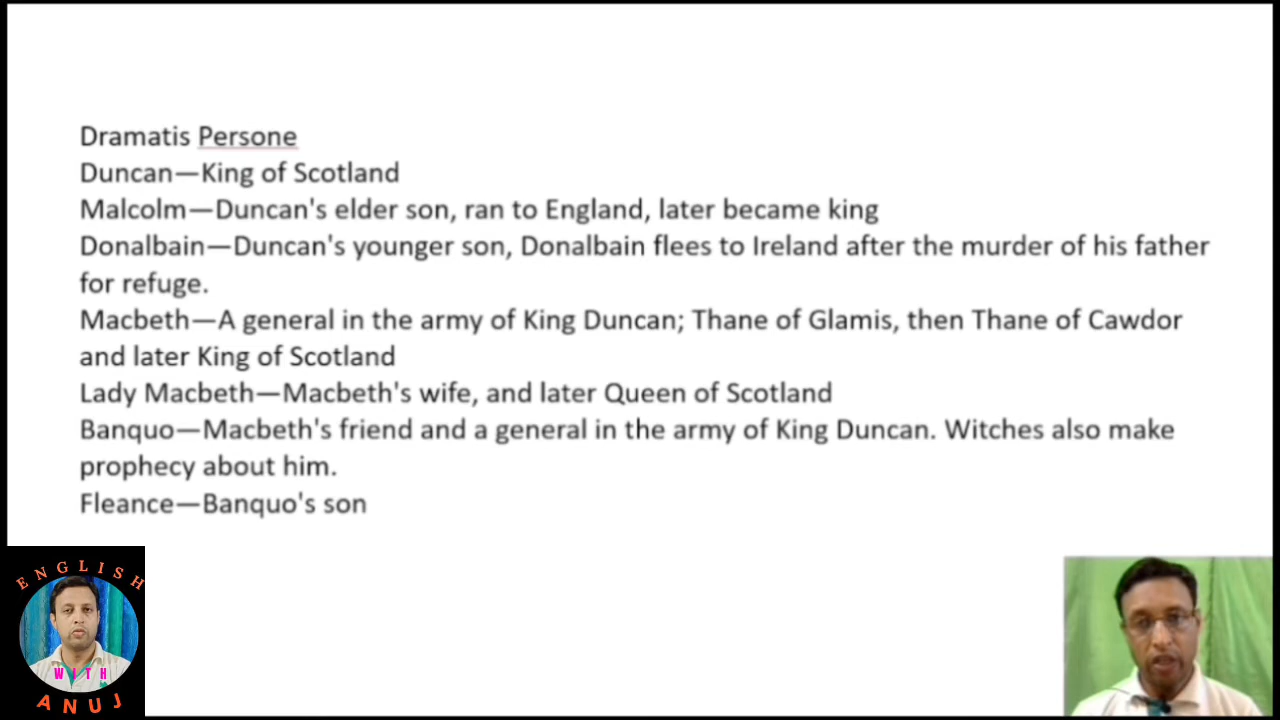 Dramatis Persone
Duncan—King of Scotland
Malcolm—Duncan's elder son, ran to England, later became king
Donalbain—Duncan's younger son, Donalbain flees to Ireland after the murder of his father
for refuge.
Macbeth—A general in the army of King Duncan; Thane of Glamis, then Thane of Cawdor
and later King of Scotland
Lady Macbeth—Macbeth's wife, and later Queen of Scotland
Banquo—Macbeth's friend and a general in the army of King Duncan. Witches also make
prophecy about him.
Fleance—Banquo's son
ENGLISH
WITH
ANUJ